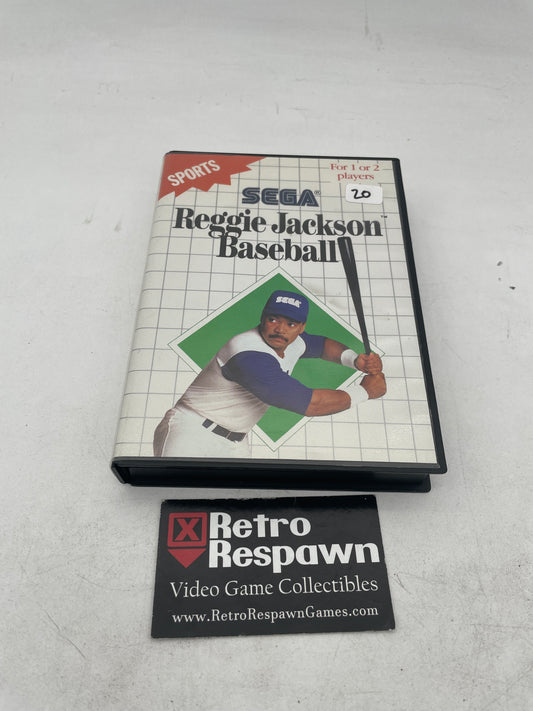 SPORTS
For 1 or 2
players
20
SEGA®
Reggie Jackson™
Baseball
SEGA
X Retro
Respawn
Video Game Collectibles
www.RetroRespawnGames.com